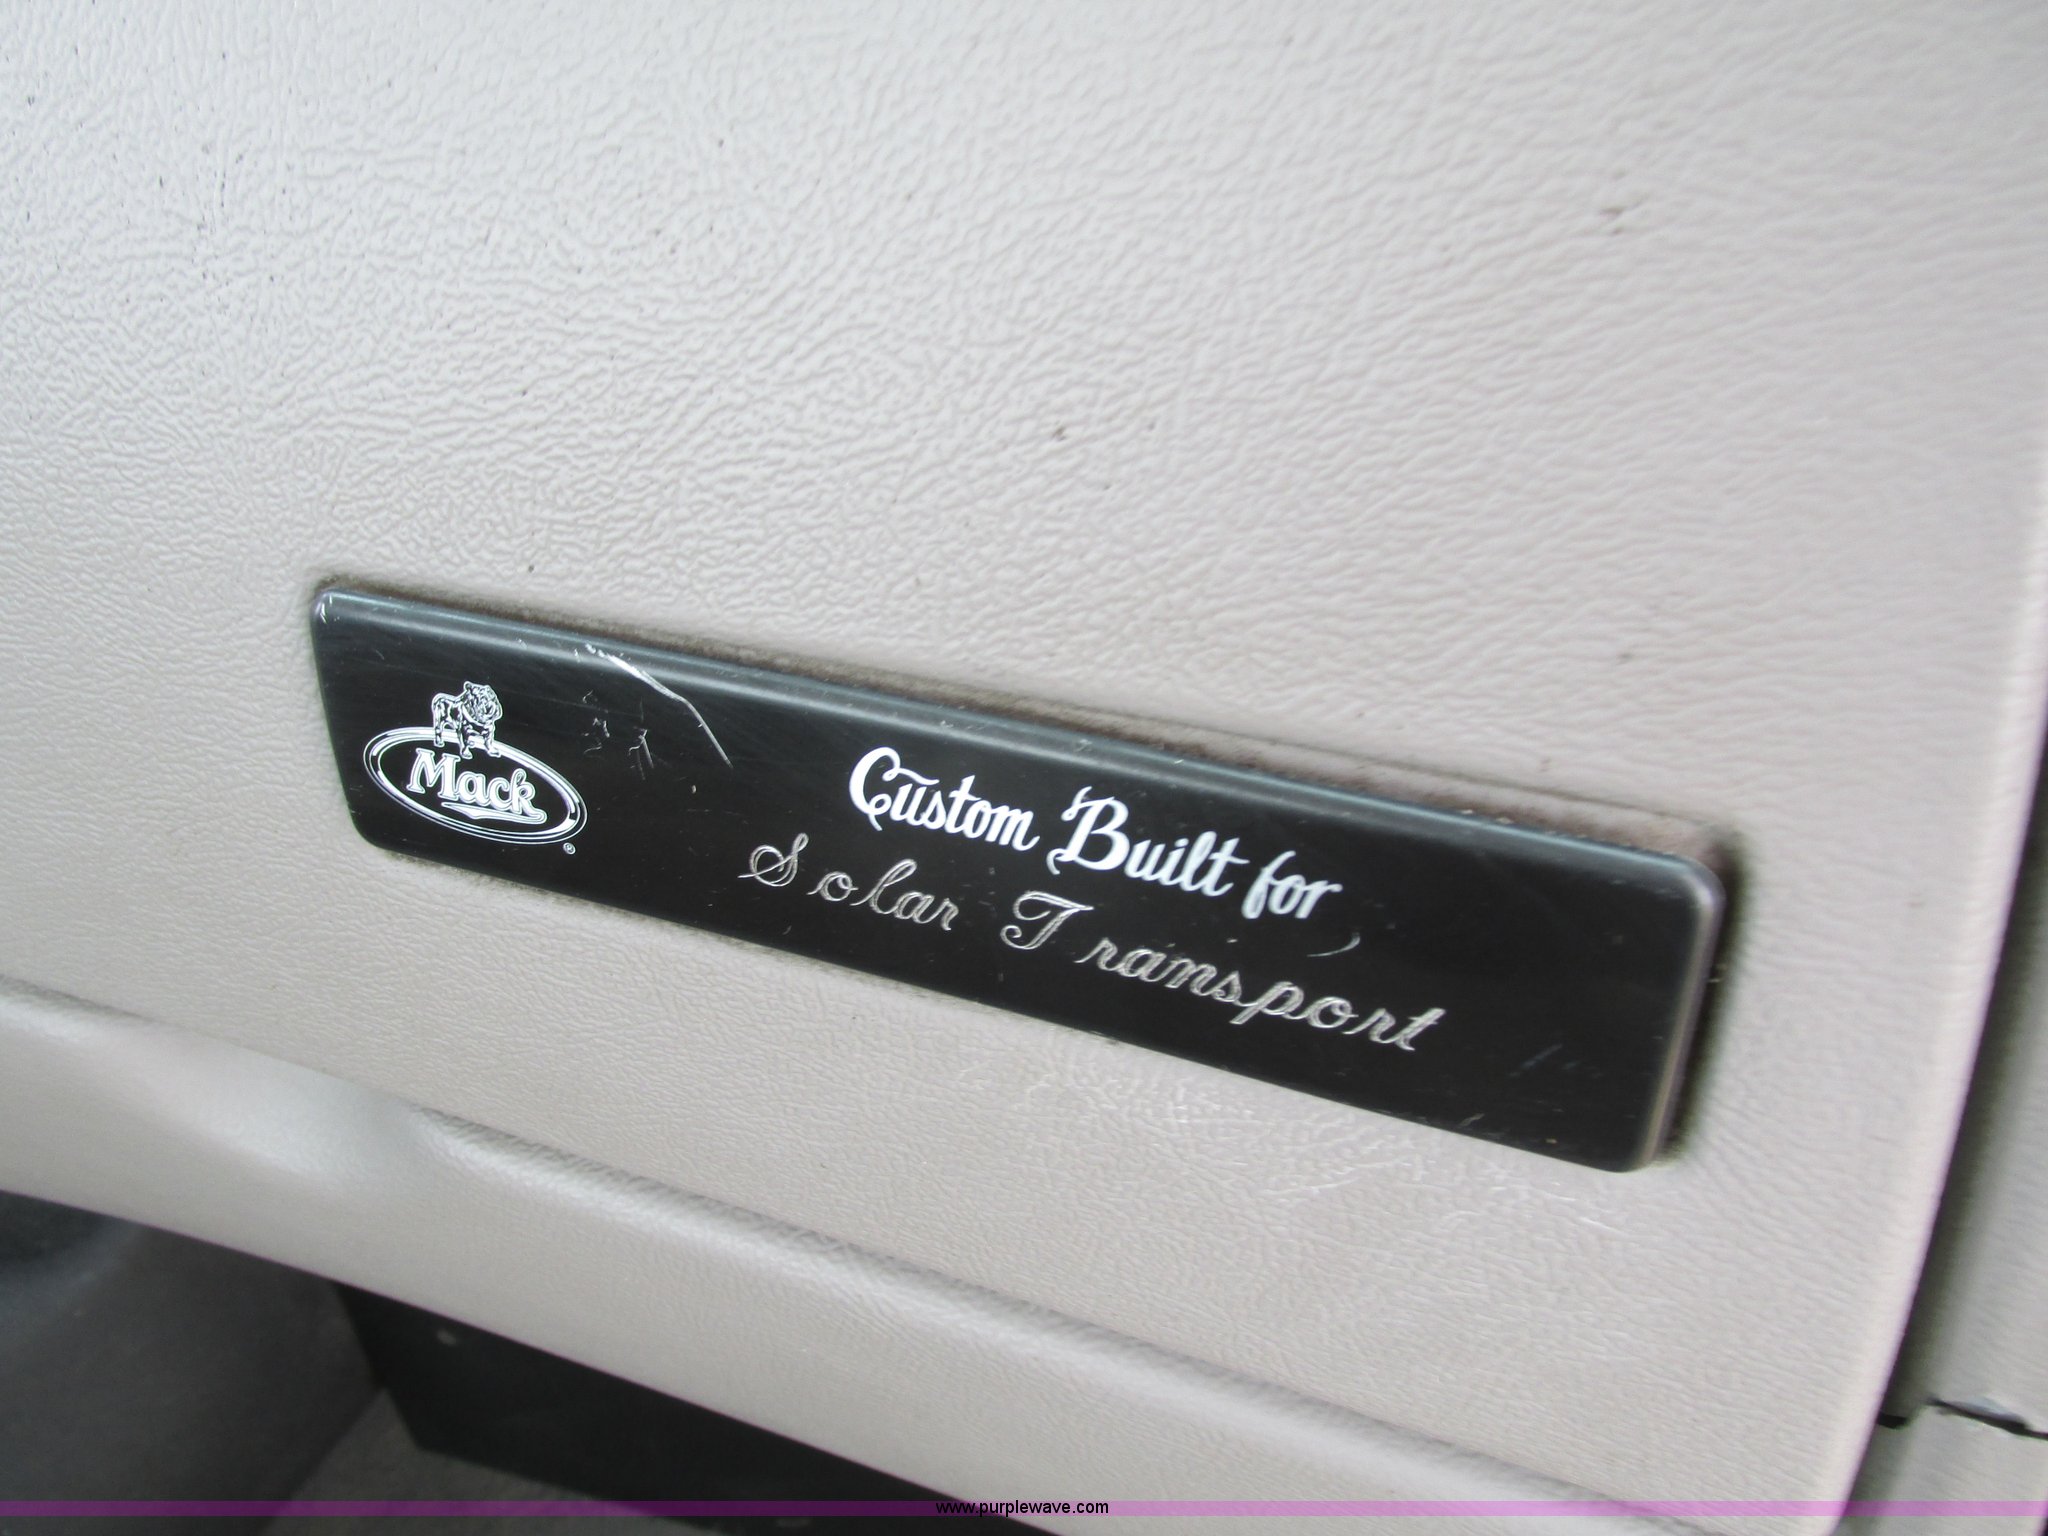 Mack®
Custom Built for
Solar Transport
www.purplewave.com